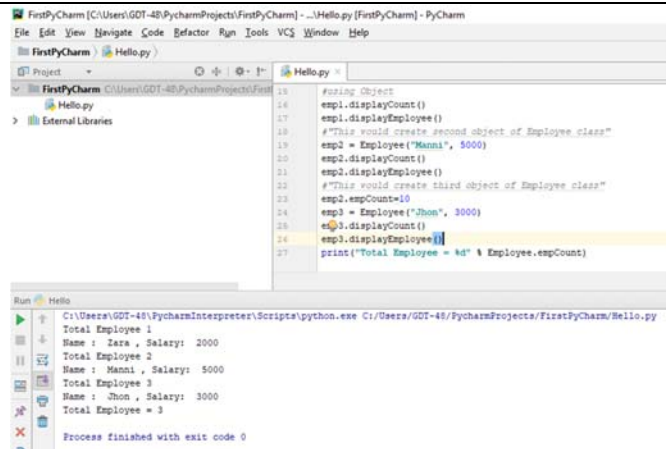 FirstPyCharm [C:\Users\GDT-48\PycharmProjects\FirstPyCharm] - ...\Hello.py [FirstPyCharm] - PyCharm
File Edit View Navigate Code Refactor Run Tools VCS Window Help
FirstPyCharm Hello.py
Project
Hello.py
FirstPyCharm C:\Users\GDT-48\PycharmProjects\First
Hello.py
External Libraries
15 #using Object
16 emp1.displayCount()
17 emp1.displayEmployee()
18 #"This would create second object of Employee class"
19 emp2 = Employee("Manni", 5000)
20 emp2.displayCount()
21 emp2.displayEmployee()
22 #"This would create third object of Employee class"
23 emp2.empCount=10
24 emp3 = Employee("Jhon", 3000)
25 emp3.displayCount()
26 emp3.displayEmployee()
27 print("Total Employee = %d" % Employee.empCount)
Run Hello
C:\Users\GDT-48\PycharmInterpreter\Scripts\python.exe C:/Users/GDT-48/PycharmProjects/FirstPyCharm/Hello.py
Total Employee 1
Name : Zara , Salary: 2000
Total Employee 2
Name : Manni , Salary: 5000
Total Employee 3
Name : Jhon , Salary: 3000
Total Employee = 3
Process finished with exit code 0